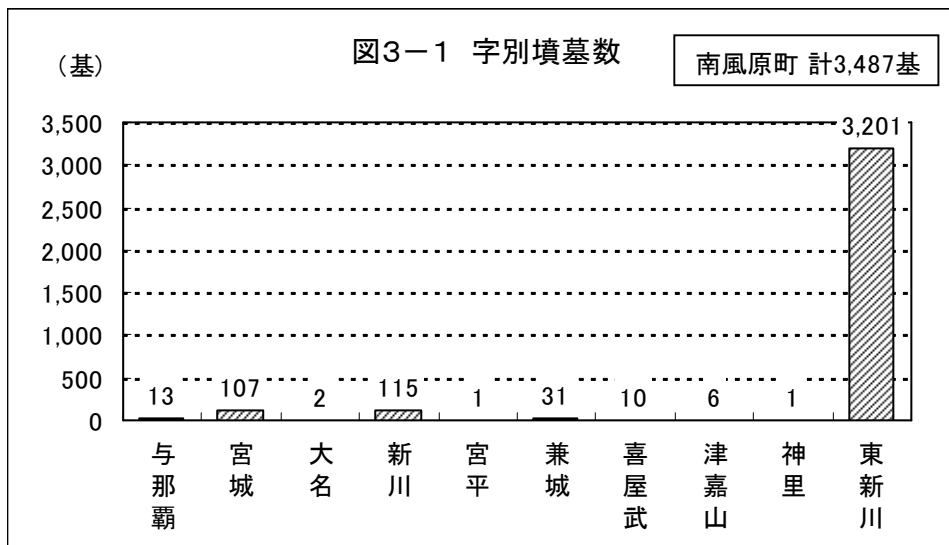 図3－1 字別墳墓数
南風原町 計3,487基
(基)
3,500
3,000
2,500
2,000
1,500
1,000
500
0
13
107
2
115
1
31
10
6
1
3,201
与那覇
宮城
大名
新川
宮平
兼城
喜屋武
津嘉山
神里
東新川